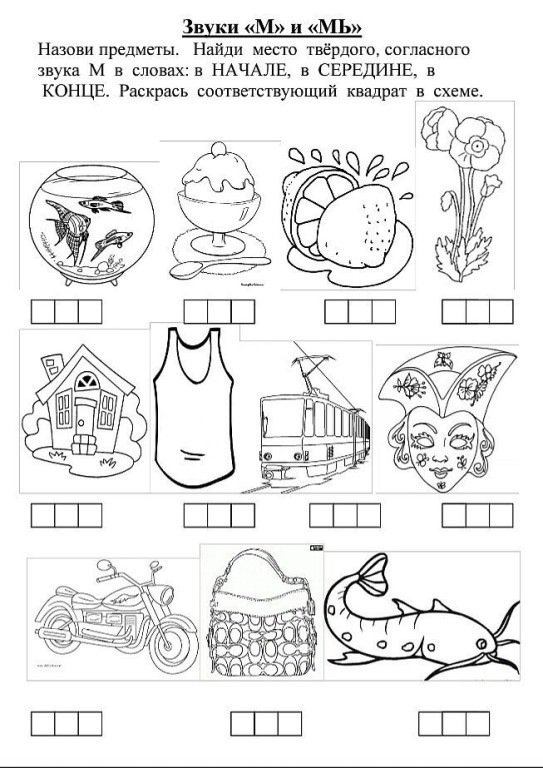 Звуки «М» и «МЬ»
Назови предметы. Найди место твёрдого, согласного
звука М в словах: в НАЧАЛЕ, в СЕРЕДИНЕ, в
КОНЦЕ. Раскрась соответствующий квадрат в схеме.